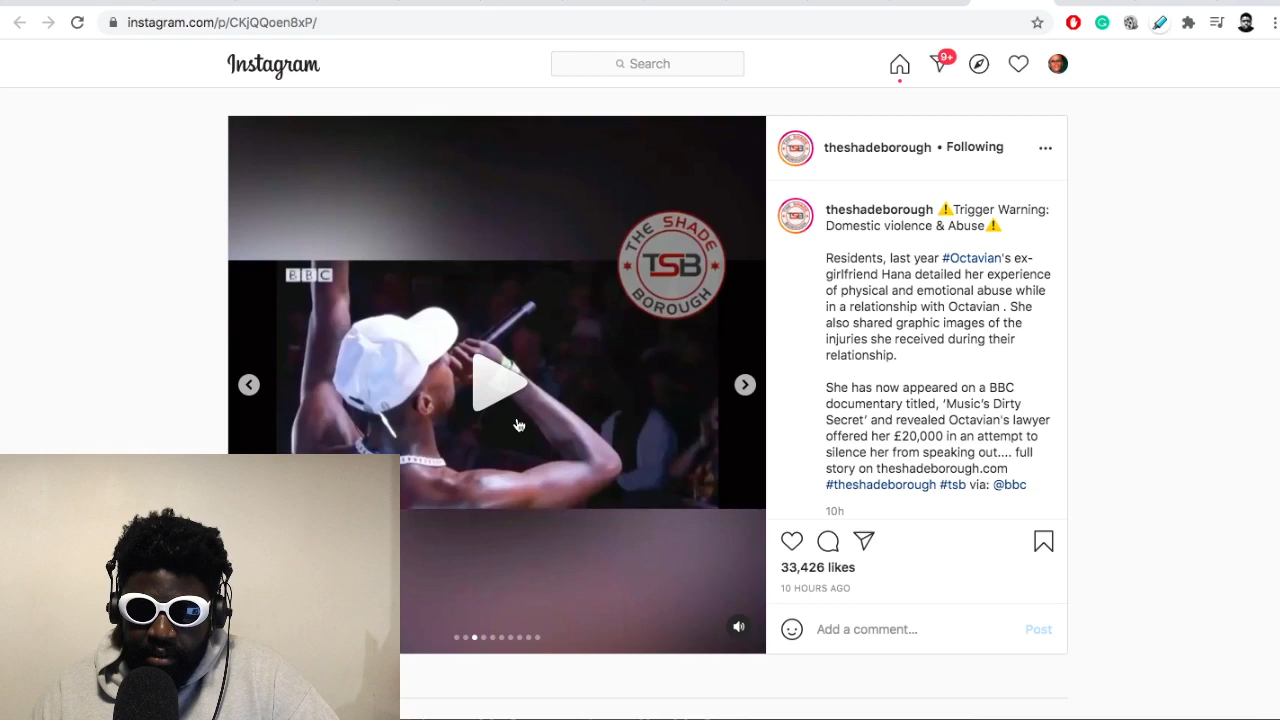 instagram.com/p/CKjQQoen8xP/
Instagram
Search
9+
theshadeborough • Following
THE SHADE
TSB
BOROUGH
BBC
theshadeborough ⚠️Trigger Warning:
Domestic violence & Abuse⚠️
Residents, last year #Octavian's ex-
girlfriend Hana detailed her experience
of physical and emotional abuse while
in a relationship with Octavian . She
also shared graphic images of the
injuries she received during their
relationship.
She has now appeared on a BBC
documentary titled, ‘Music’s Dirty
Secret’ and revealed Octavian's lawyer
offered her £20,000 in an attempt to
silence her from speaking out.... full
story on theshadeborough.com
#theshadeborough #tsb via: @bbc
10h
33,426 likes
10 HOURS AGO
Add a comment...
Post